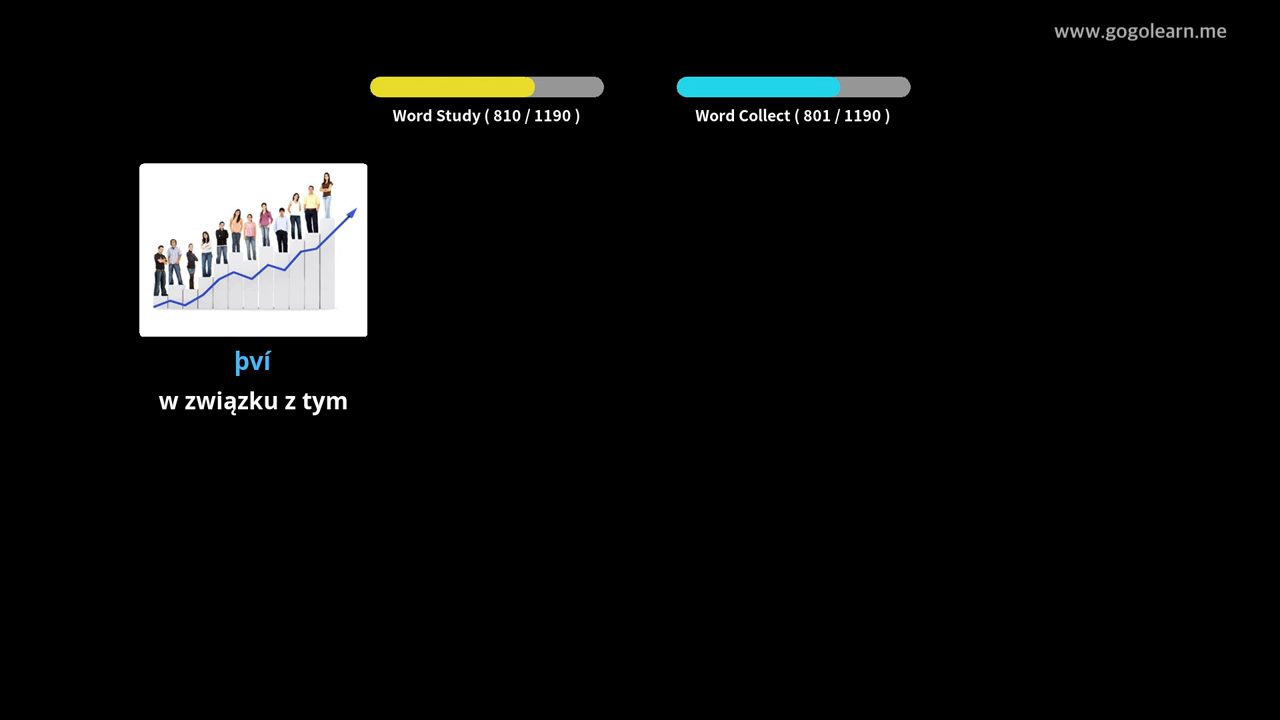 www.gogolearn.me
Word Study ( 810 / 1190 )
Word Collect ( 801 / 1190 )
því
w związku z tym